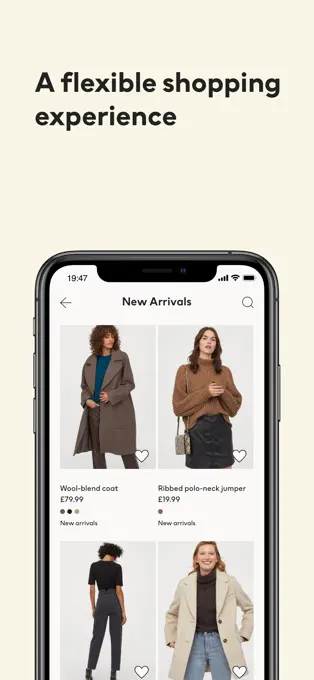 A flexible shopping
experience
19:47
New Arrivals
Wool-blend coat
£79.99
New arrivals
Ribbed polo-neck jumper
£19.99
New arrivals